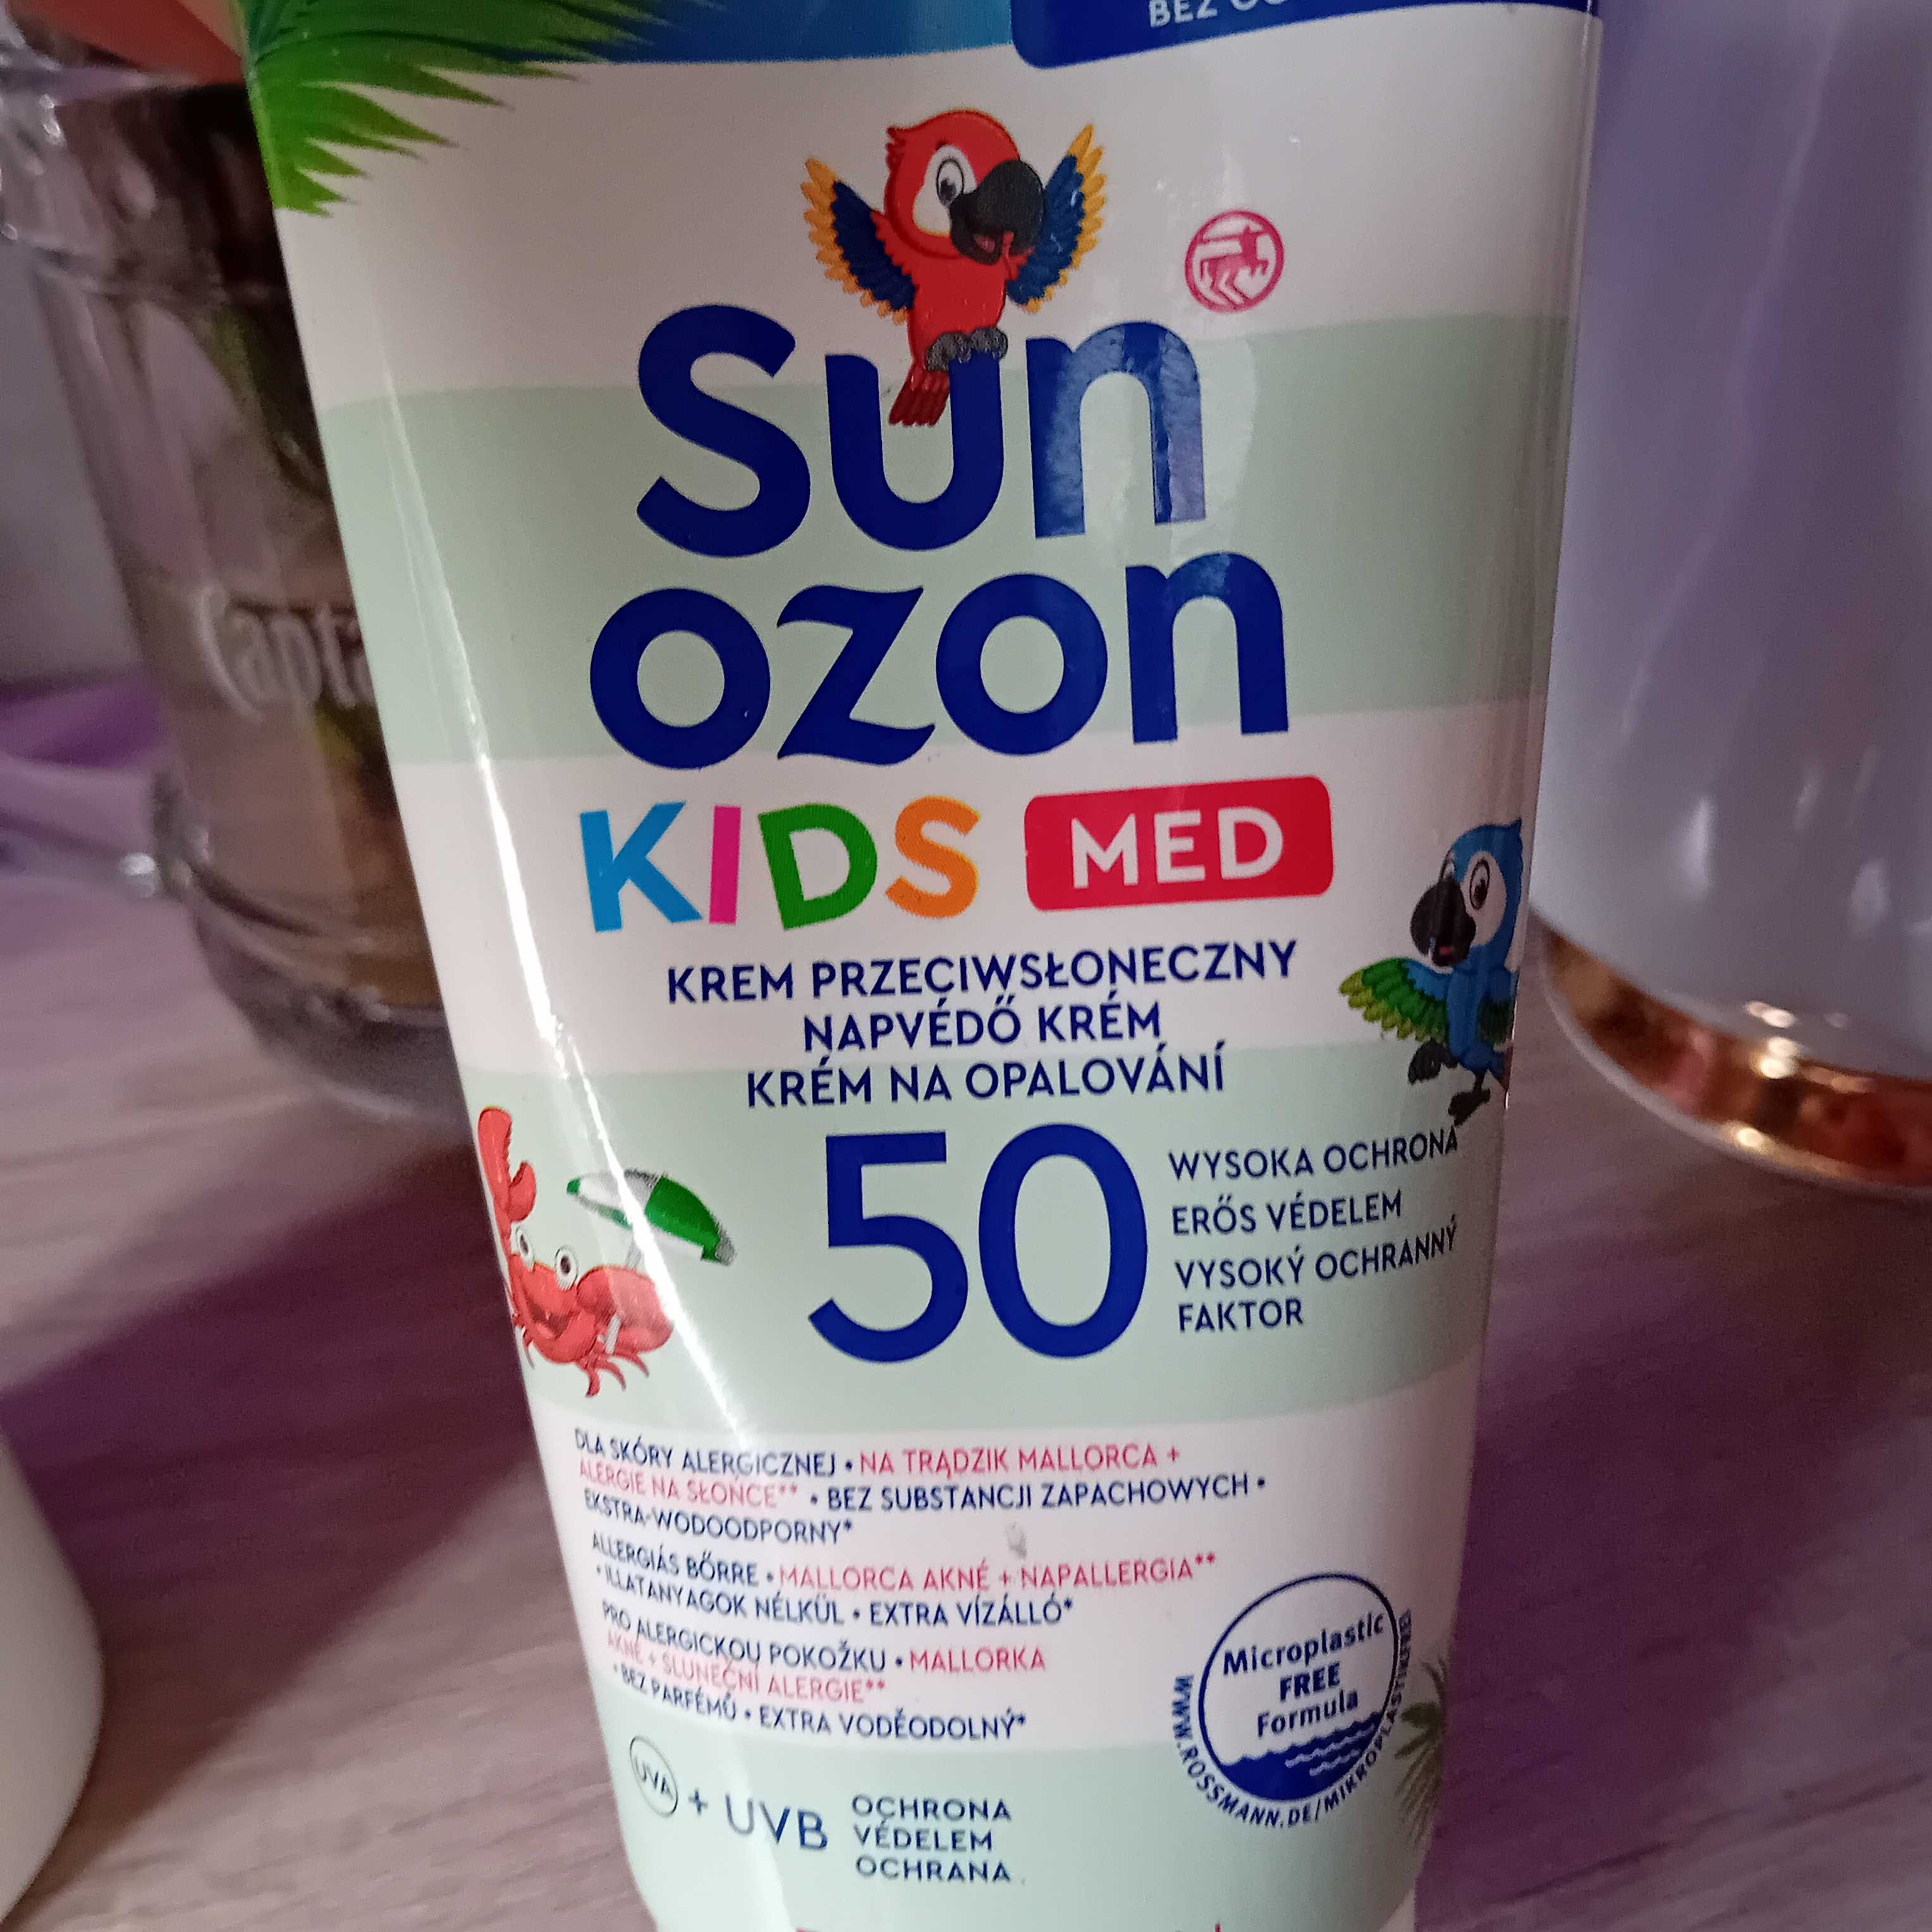 BEZ
Capta
sun
ozon
KIDS MED
KREM PRZECIWSŁONECZNY
NAPVÉDŐ KRÉM
KRÉM NA OPALOVÁNÍ
50
WYSOKA OCHRONA
ERŐS VÉDELEM
VYSOKÝ OCHRANNÝ
FAKTOR
DLA SKÓRY ALERGICZNEJ • NA TRĄDZIK MALLORCA +
ALERGIE NA SŁOŃCE** • BEZ SUBSTANCJI ZAPACHOWYCH •
EKSTRA-WODOODPORNY*
ALLERGIÁS BŐRRE • MALLORCA AKNÉ + NAPALLERGIA**
• ILLATANYAGOK NÉLKÜL • EXTRA VÍZÁLLÓ*
PRO ALERGICKOU POKOŽKU • MALLORKA
AKNÉ + SLUNEČNÍ ALERGIE**
• BEZ PARFÉMŮ • EXTRA VODĚODOLNÝ*
Microplastic
FREE
Formula
WWW.ROSSMANN.DE/MIKROPLASTIKFREI
UVA + UVB
OCHRONA
VÉDELEM
OCHRANA